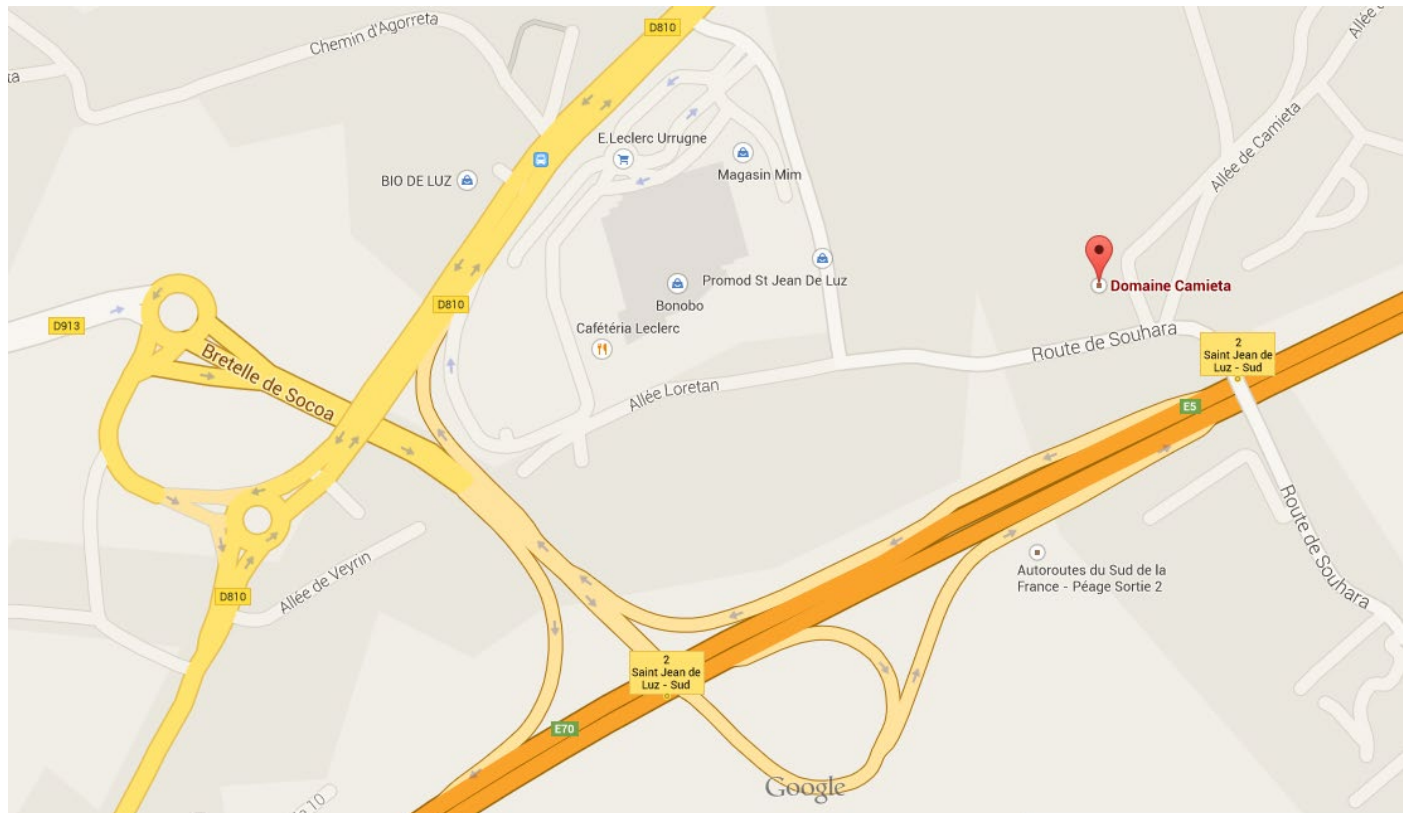 D810
Allée d
Chemin d'Agorreta
ta
E.Leclerc Urrugne
Magasin Mim
BIO DE LUZ
Allée de Camieta
Promod St Jean De Luz
Domaine Camieta
Bonobo
D810
D913
Cafétéria Leclerc
Route de Souhara
2
Saint Jean de
Luz - Sud
Bretelle de Socoa
Allée Loretan
E5
Route de Souhara
Autoroutes du Sud de la
France - Péage Sortie 2
Allée de Veyrin
D810
2
Saint Jean de
Luz - Sud
E70
Google
10